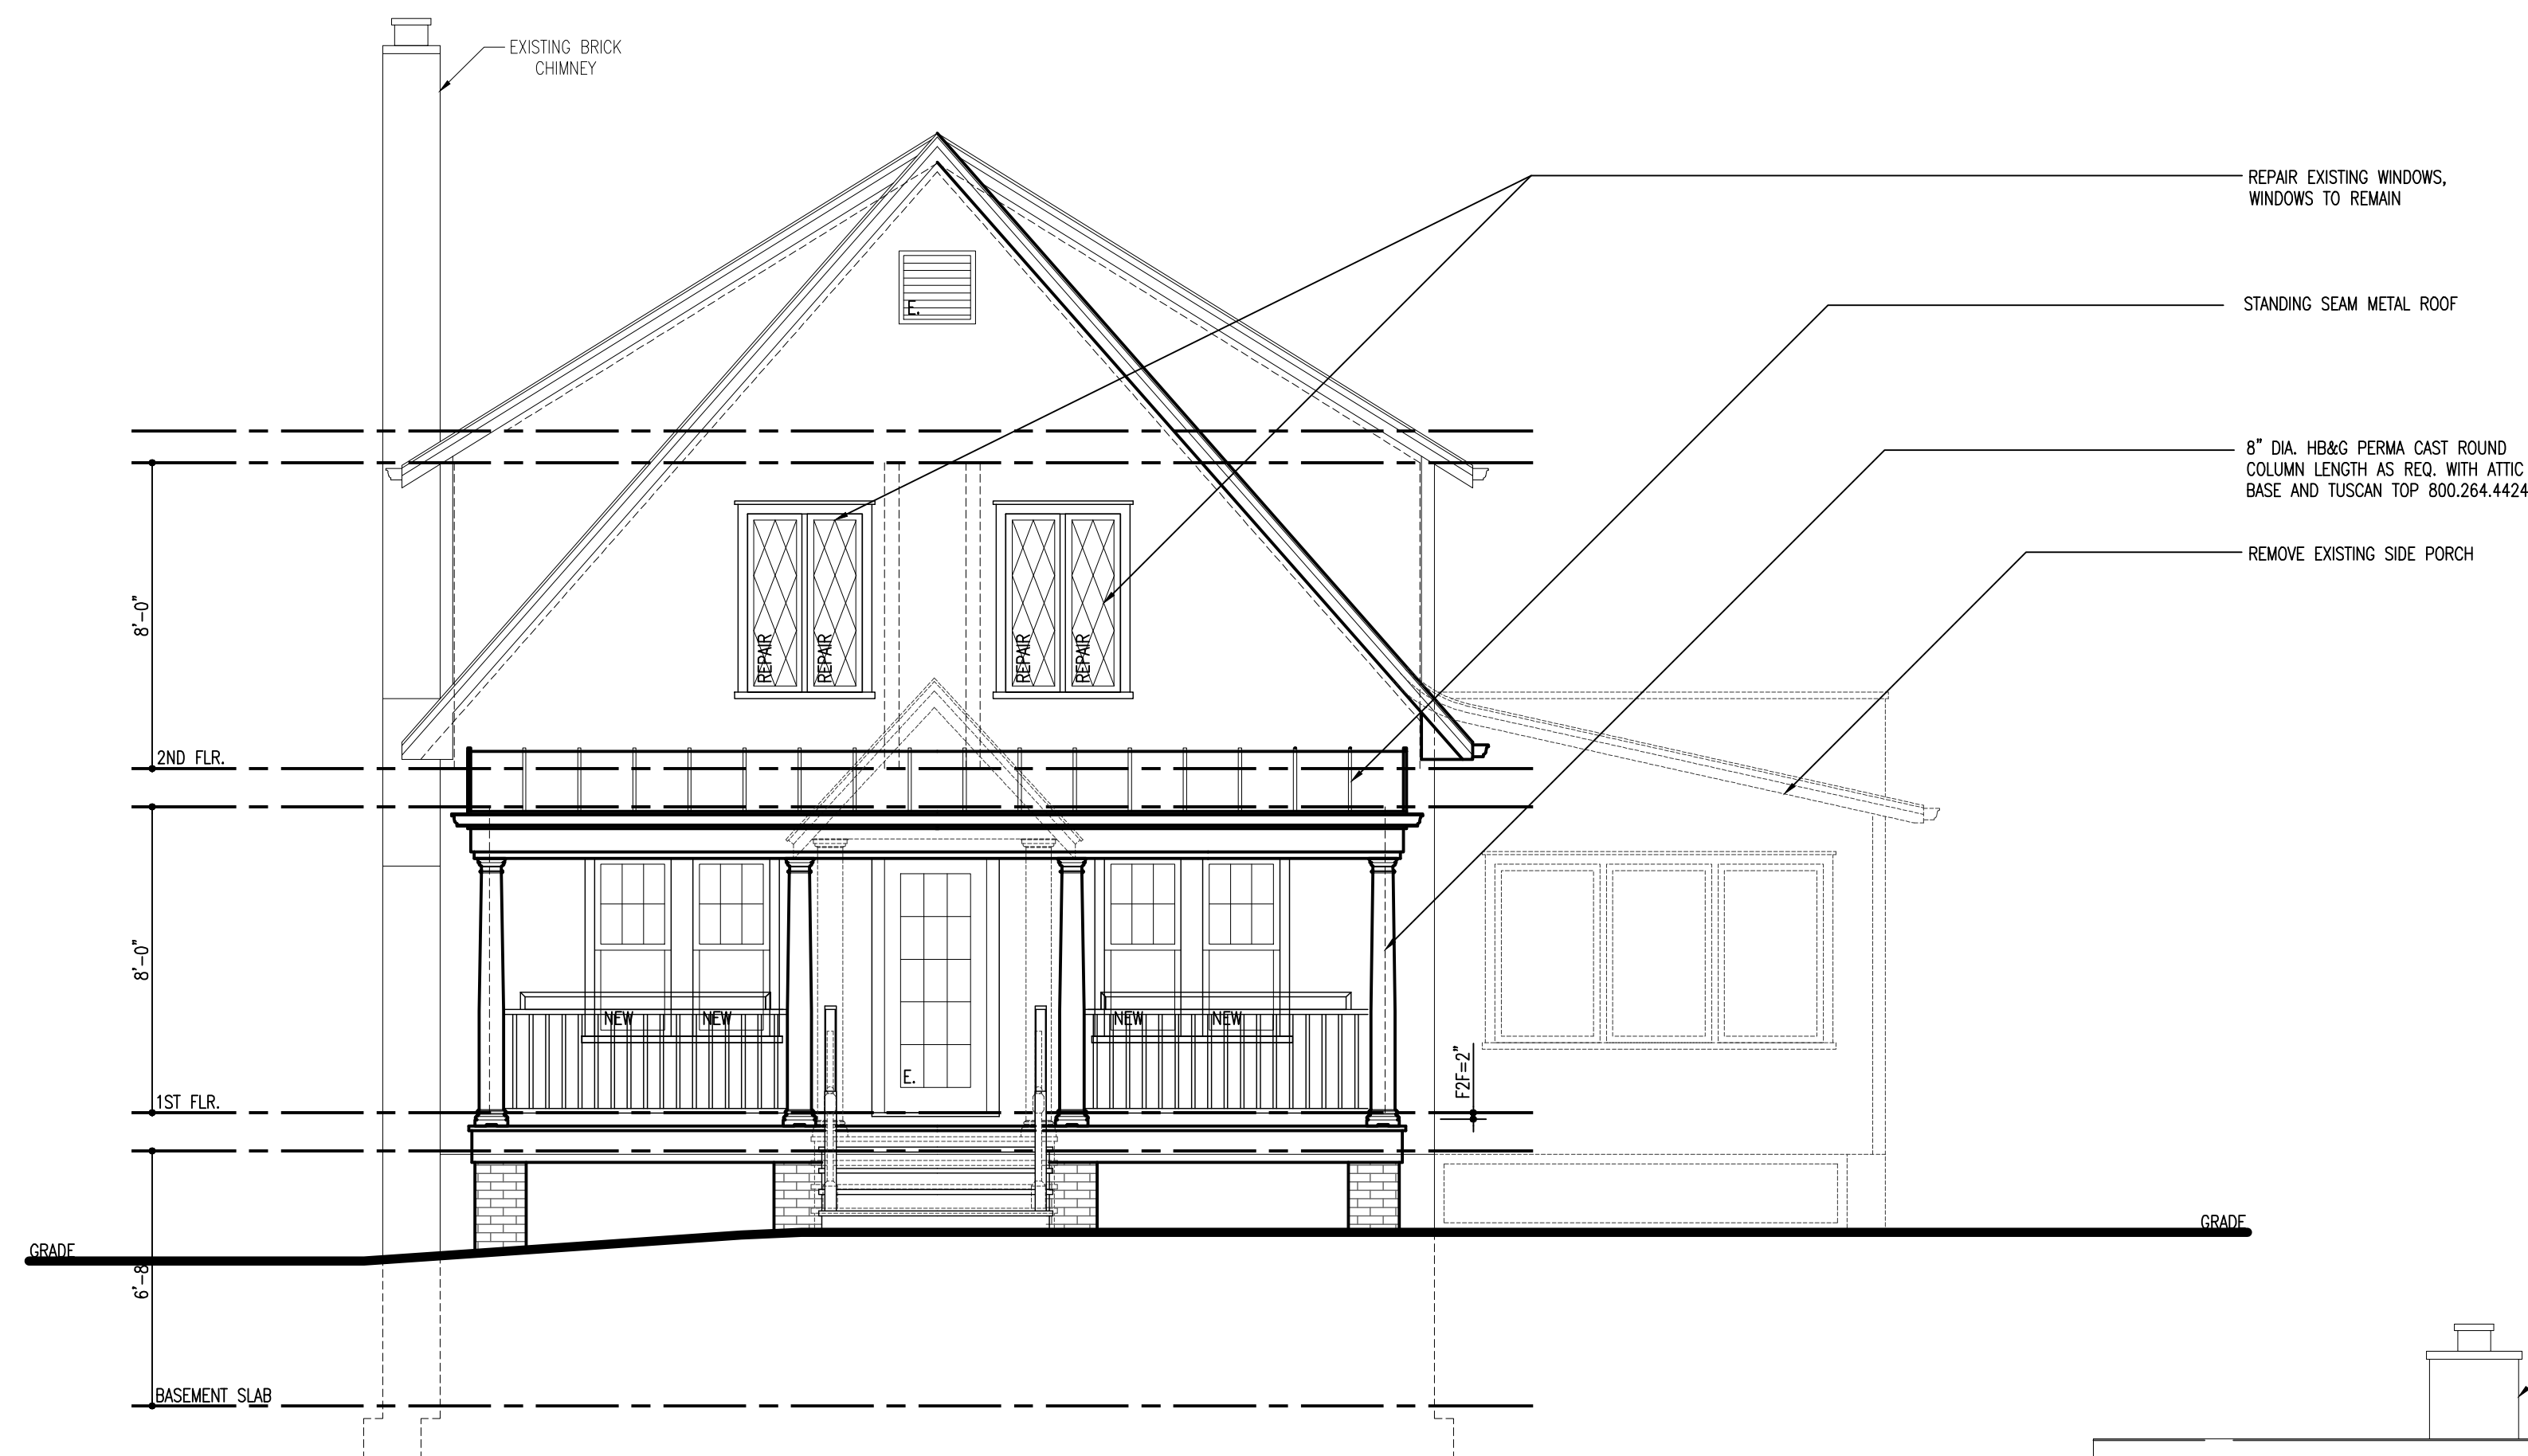 EXISTING BRICK
CHIMNEY
REPAIR EXISTING WINDOWS,
WINDOWS TO REMAIN
STANDING SEAM METAL ROOF
8" DIA. HB&G PERMA CAST ROUND
COLUMN LENGTH AS REQ. WITH ATTIC
BASE AND TUSCAN TOP 800.264.4424
REMOVE EXISTING SIDE PORCH
E.
8'-0"
REPAIR
REPAIR
REPAIR
REPAIR
2ND FLR.
8'-0"
NEW
NEW
NEW
NEW
E.
F2F=2"
1ST FLR.
GRADE
GRADE
6'-8
BASEMENT SLAB